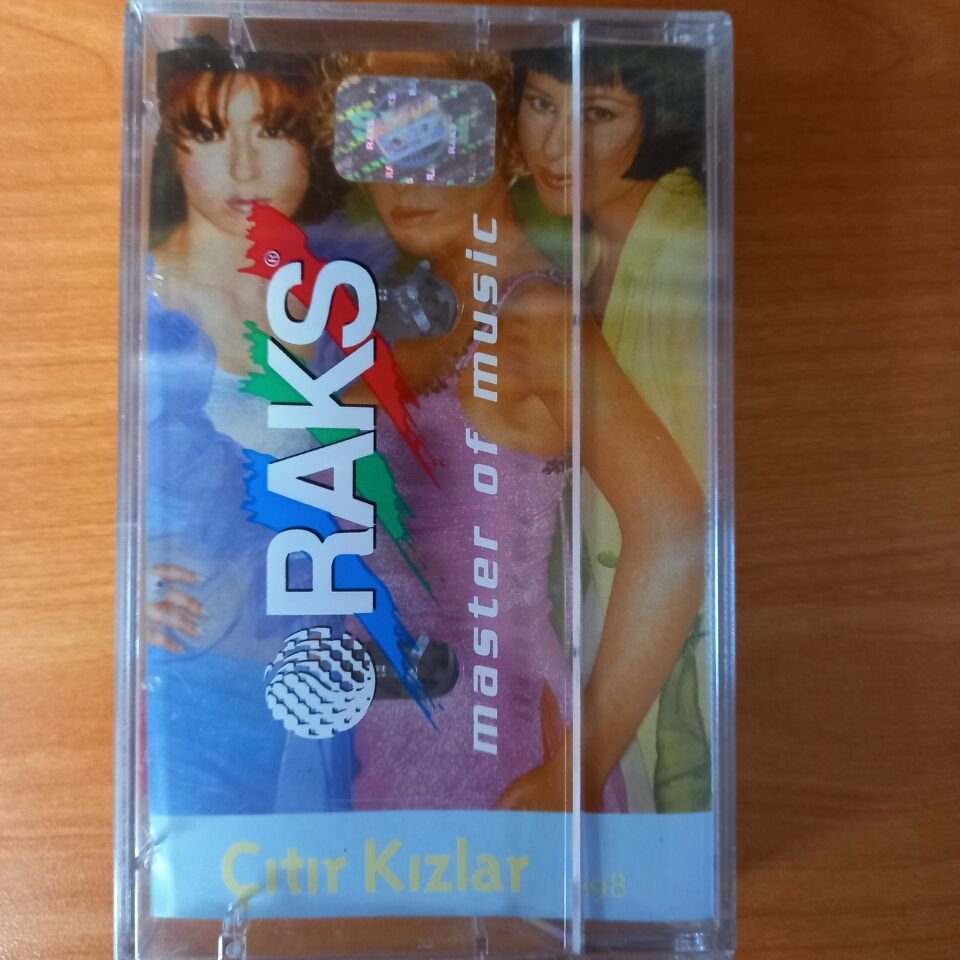 RAKS®
master of music
Çıtır Kızlar
98